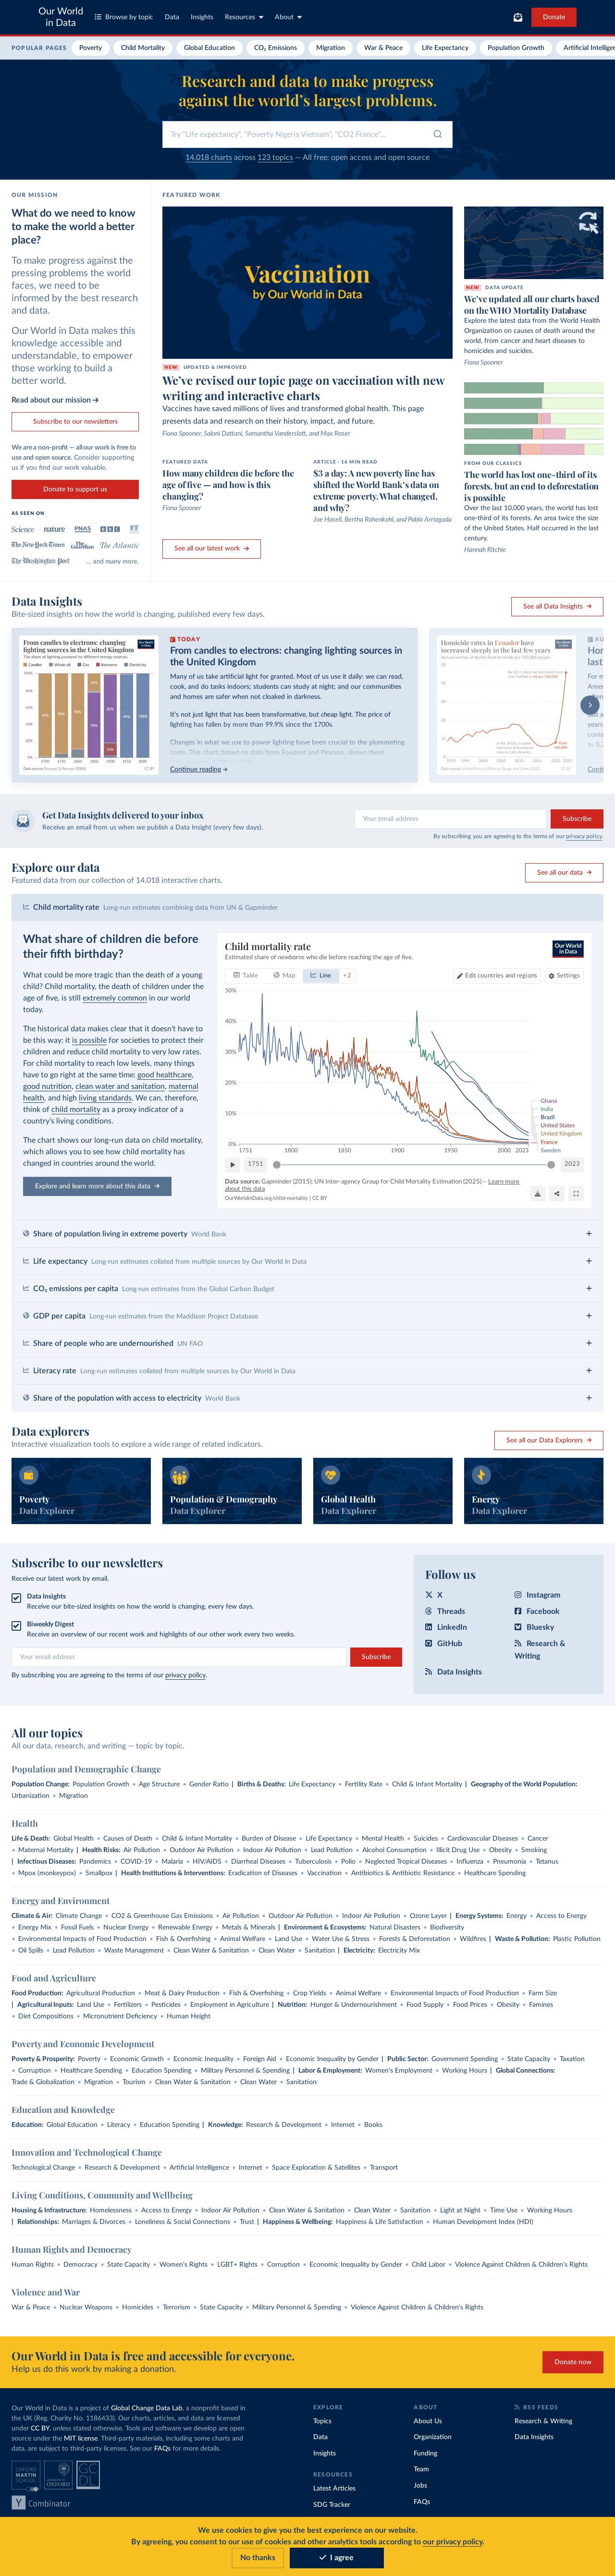 Our World
in Data
Browse by topic
Data
Insights
Resources
About
Donate
POPULAR PAGES
Poverty
Child Mortality
Global Education
CO₂ Emissions
Migration
War & Peace
Life Expectancy
Population Growth
Artificial Intelligen
Research and data to make progress
against the world's largest problems.
Try "Life expectancy", "Poverty Nigeria Vietnam", "CO2 France"...
14,018 charts across 123 topics — All free: open access and open source
OUR MISSION
What do we need to know
to make the world a better
place?
To make progress against the
pressing problems the world
faces, we need to be
informed by the best research
and data.
Our World in Data makes this
knowledge accessible and
understandable, to empower
those working to build a
better world.
Read about our mission →
Subscribe to our newsletters
We are a non-profit — all our work is free to
use and open source. Consider supporting
us if you find our work valuable.
Donate to support us
AS SEEN ON
Science
nature
PNAS
BBC
FT
The New York Times
The Guardian
The Atlantic
The Washington Post
... and many more.
FEATURED WORK
Vaccination
by Our World in Data
NEW UPDATED & IMPROVED
We've revised our topic page on vaccination with new
writing and interactive charts
Vaccines have saved millions of lives and transformed global health. This page
presents data and research on their history, impact, and future.
Fiona Spooner, Saloni Dattani, Samantha Vanderslott, and Max Roser
FEATURED DATA
How many children die before the
age of five — and how is this
changing?
Fiona Spooner
ARTICLE · 16 MIN READ
$3 a day: A new poverty line has
shifted the World Bank's data on
extreme poverty. What changed,
and why?
Joe Hasell, Bertha Rohenkohl, and Pablo Arriagada
See all our latest work →
NEW DATA UPDATE
We've updated all our charts based
on the WHO Mortality Database
Explore the latest data from the World Health
Organization on causes of death around the
world, from cancer and heart diseases to
homicides and suicides.
Fiona Spooner
FROM OUR CLASSICS
The world has lost one-third of its
forests, but an end to deforestation
is possible
Over the last 10,000 years, the world has lost
one-third of its forests. An area twice the size
of the United States. Half occurred in the last
century.
Hannah Ritchie
Data Insights
Bite-sized insights on how the world is changing, published every few days.
See all Data Insights →
From candles to electrons: changing
lighting sources in the United Kingdom
TODAY
From candles to electrons: changing lighting sources in
the United Kingdom
Many of us take artificial light for granted. Most of us use it daily: we can read,
cook, and do tasks indoors; students can study at night; and our communities
and homes are safer when not cloaked in darkness.
It's not just light that has been transformative, but cheap light. The price of
lighting has fallen by more than 99.9% since the 1700s.
Changes in what we use to power lighting have been crucial to the plummeting
costs. This chart, based on data from Fouquet and Pearson, shows these
Continue reading →
Homicide rates in Ecuador have
increased steeply in the last few years
AU
Hor
last
Conti
Get Data Insights delivered to your inbox
Receive an email from us when we publish a Data Insight (every few days).
Your email address
Subscribe
By subscribing you are agreeing to the terms of our privacy policy.
Explore our data
Featured data from our collection of 14,018 interactive charts.
See all our data →
Child mortality rate Long-run estimates combining data from UN & Gapminder
What share of children die before
their fifth birthday?
What could be more tragic than the death of a young
child? Child mortality, the death of children under the
age of five, is still extremely common in our world
today.
The historical data makes clear that it doesn't have to
be this way: it is possible for societies to protect their
children and reduce child mortality to very low rates.
For child mortality to reach low levels, many things
have to go right at the same time: good healthcare,
good nutrition, clean water and sanitation, maternal
health, and high living standards. We can, therefore,
think of child mortality as a proxy indicator of a
country's living conditions.
The chart shows our long-run data on child mortality,
which allows you to see how child mortality has
changed in countries around the world.
Explore and learn more about this data →
Child mortality rate
Estimated share of newborns who die before reaching the age of five.
Our World
in Data
Table
Map
Line
+2
Edit countries and regions
Settings
50%
40%
30%
20%
10%
0%
1751
1800
1850
1900
1950
2000
2023
Ghana
India
Brazil
United States
United Kingdom
France
Sweden
1751
2023
Data source: Gapminder (2015); UN Inter-agency Group for Child Mortality Estimation (2025) – Learn more
about this data
OurWorldinData.org/child-mortality | CC BY
Share of population living in extreme poverty World Bank
Life expectancy Long-run estimates collated from multiple sources by Our World in Data
CO₂ emissions per capita Long-run estimates from the Global Carbon Budget
GDP per capita Long-run estimates from the Maddison Project Database
Share of people who are undernourished UN FAO
Literacy rate Long-run estimates collated from multiple sources by Our World in Data
Share of the population with access to electricity World Bank
Data explorers
Interactive visualization tools to explore a wide range of related indicators.
See all our Data Explorers →
Poverty
Data Explorer
Population & Demography
Data Explorer
Global Health
Data Explorer
Energy
Data Explorer
Subscribe to our newsletters
Receive our latest work by email.
Data Insights
Receive our bite-sized insights on how the world is changing, every few days.
Biweekly Digest
Receive an overview of our recent work and highlights of our other work every two weeks.
Your email address
Subscribe
By subscribing you are agreeing to the terms of our privacy policy.
Follow us
X
Instagram
Threads
Facebook
LinkedIn
Bluesky
GitHub
Research &
Writing
Data Insights
All our topics
All our data, research, and writing — topic by topic.
Population and Demographic Change
Population Change: Population Growth • Age Structure • Gender Ratio | Births & Deaths: Life Expectancy • Fertility Rate • Child & Infant Mortality | Geography of the World Population:
Urbanization • Migration
Health
Life & Death: Global Health • Causes of Death • Child & Infant Mortality • Burden of Disease • Life Expectancy • Mental Health • Suicides • Cardiovascular Diseases • Cancer
• Maternal Mortality | Health Risks: Air Pollution • Outdoor Air Pollution • Indoor Air Pollution • Lead Pollution • Alcohol Consumption • Illicit Drug Use • Obesity • Smoking
| Infectious Diseases: Pandemics • COVID-19 • Malaria • HIV/AIDS • Diarrheal Diseases • Tuberculosis • Polio • Neglected Tropical Diseases • Influenza • Pneumonia • Tetanus
• Mpox (monkeypox) • Smallpox | Health Institutions & Interventions: Eradication of Diseases • Vaccination • Antibiotics & Antibiotic Resistance • Healthcare Spending
Energy and Environment
Climate & Air: Climate Change • CO2 & Greenhouse Gas Emissions • Air Pollution • Outdoor Air Pollution • Indoor Air Pollution • Ozone Layer | Energy Systems: Energy • Access to Energy
• Energy Mix • Fossil Fuels • Nuclear Energy • Renewable Energy • Metals & Minerals | Environment & Ecosystems: Natural Disasters • Biodiversity
• Environmental Impacts of Food Production • Fish & Overfishing • Animal Welfare • Land Use • Water Use & Stress • Forests & Deforestation • Wildfires | Waste & Pollution: Plastic Pollution
• Oil Spills • Lead Pollution • Waste Management • Clean Water & Sanitation • Clean Water • Sanitation | Electricity: Electricity Mix
Food and Agriculture
Food Production: Agricultural Production • Meat & Dairy Production • Fish & Overfishing • Crop Yields • Animal Welfare • Environmental Impacts of Food Production • Farm Size
| Agricultural Inputs: Land Use • Fertilizers • Pesticides • Employment in Agriculture | Nutrition: Hunger & Undernourishment • Food Supply • Food Prices • Obesity • Famines
• Diet Compositions • Micronutrient Deficiency • Human Height
Poverty and Economic Development
Poverty & Prosperity: Poverty • Economic Growth • Economic Inequality • Foreign Aid • Economic Inequality by Gender | Public Sector: Government Spending • State Capacity • Taxation
• Corruption • Healthcare Spending • Education Spending • Military Personnel & Spending | Labor & Employment: Women's Employment • Working Hours | Global Connections:
Trade & Globalization • Migration • Tourism • Clean Water & Sanitation • Clean Water • Sanitation
Education and Knowledge
Education: Global Education • Literacy • Education Spending | Knowledge: Research & Development • Internet • Books
Innovation and Technological Change
Technological Change • Research & Development • Artificial Intelligence • Internet • Space Exploration & Satellites • Transport
Living Conditions, Community and Wellbeing
Housing & Infrastructure: Homelessness • Access to Energy • Indoor Air Pollution • Clean Water & Sanitation • Clean Water • Sanitation • Light at Night • Time Use • Working Hours
| Relationships: Marriages & Divorces • Loneliness & Social Connections • Trust | Happiness & Wellbeing: Happiness & Life Satisfaction • Human Development Index (HDI)
Human Rights and Democracy
Human Rights • Democracy • State Capacity • Women's Rights • LGBT+ Rights • Corruption • Economic Inequality by Gender • Child Labor • Violence Against Children & Children's Rights
Violence and War
War & Peace • Nuclear Weapons • Homicides • Terrorism • State Capacity • Military Personnel & Spending • Violence Against Children & Children's Rights
Our World in Data is free and accessible for everyone.
Help us do this work by making a donation.
Donate now
Our World in Data is a project of Global Change Data Lab, a nonprofit based in
the UK (Reg. Charity No. 1186433). Our charts, articles, and data are licensed
under CC BY, unless stated otherwise. Tools and software we develop are open
source under the MIT license. Third-party materials, including some charts and
data, are subject to third-party licenses. See our FAQs for more details.
OXFORD
MARTIN
SCHOOL
UNIVERSITY OF
OXFORD
GC
DL
Y Combinator
EXPLORE
Topics
Data
Insights
RESOURCES
Latest Articles
SDG Tracker
ABOUT
About Us
Organization
Funding
Team
Jobs
FAQs
RSS FEEDS
Research & Writing
Data Insights
We use cookies to give you the best experience on our website.
By agreeing, you consent to our use of cookies and other analytics tools according to our privacy policy.
No thanks
I agree